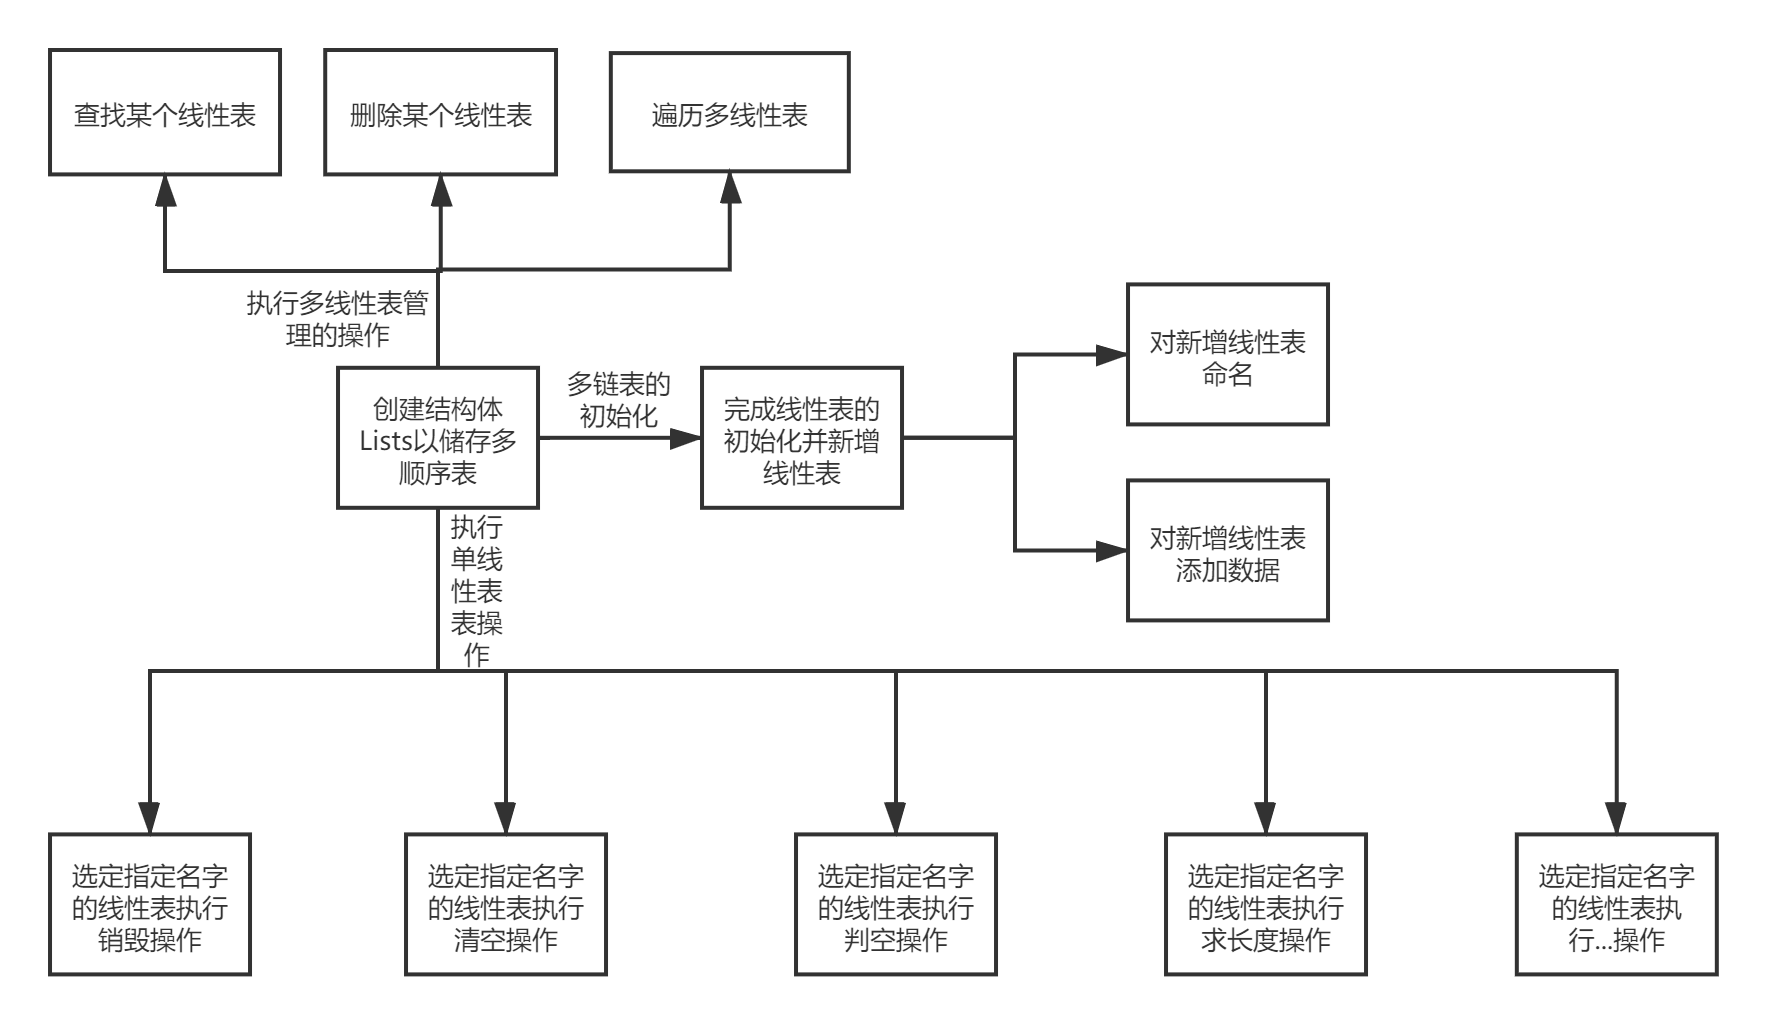 查找某个线性表
删除某个线性表
遍历多线性表
执行多线性表管
理的操作
对新增线性表
命名
多链表的
初始化
创建结构体
Lists以储存多
顺序表
完成线性表的
初始化并新增
线性表
对新增线性表
添加数据
执行
单线
性表
表操
作
选定指定名字
的线性表执行
销毁操作
选定指定名字
的线性表执行
清空操作
选定指定名字
的线性表执行
判空操作
选定指定名字
的线性表执行
求长度操作
选定指定名字
的线性表执
行...操作